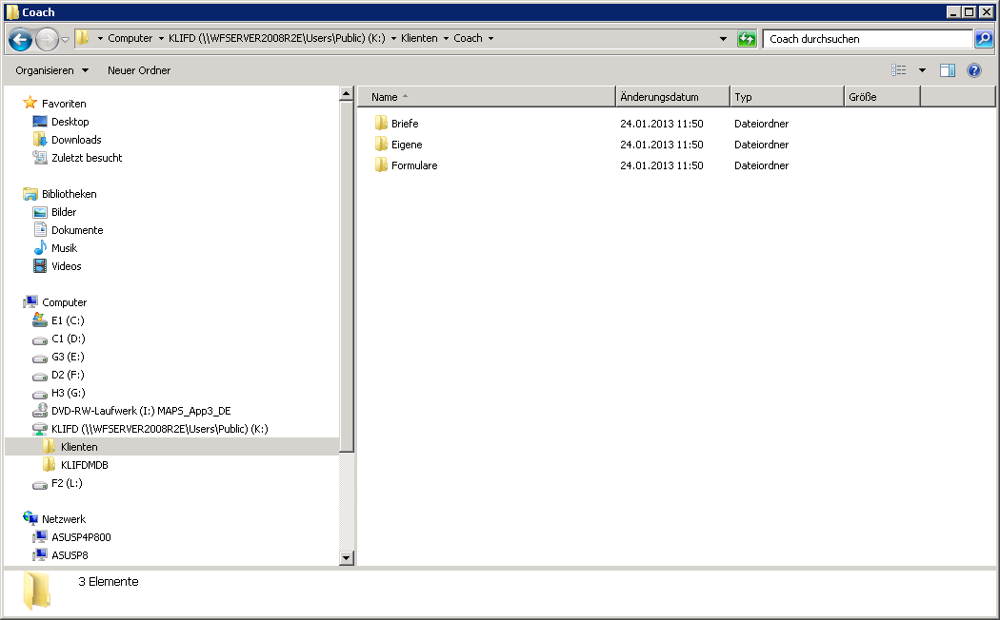 Coach
Computer KLIFD (\\WFSERVER2008R2E\Users\Public) (K:) Klienten Coach
Coach durchsuchen
Organisieren Neuer Ordner
Favoriten
Desktop
Downloads
Zuletzt besucht
Bibliotheken
Bilder
Dokumente
Musik
Videos
Computer
E1 (C:)
C1 (D:)
G3 (E:)
D2 (F:)
H3 (G:)
DVD-RW-Laufwerk (I:) MAPS_App3_DE
KLIFD (\\WFSERVER2008R2E\Users\Public) (K:)
Klienten
KLIFDMDB
F2 (L:)
Netzwerk
ASUSP4P800
ASUSP8
Name Änderungsdatum Typ Größe
Briefe 24.01.2013 11:50 Dateiordner
Eigene 24.01.2013 11:50 Dateiordner
Formulare 24.01.2013 11:50 Dateiordner
3 Elemente